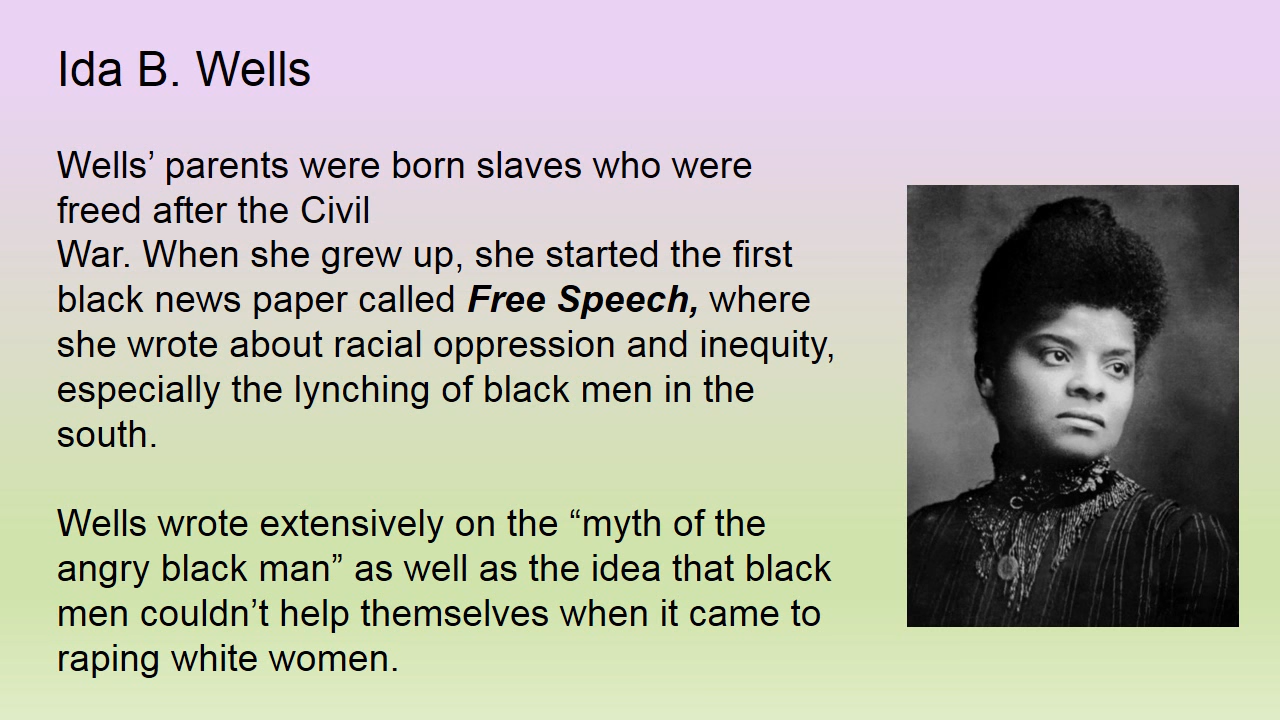 Ida B. Wells
Wells’ parents were born slaves who were
freed after the Civil
War. When she grew up, she started the first
black news paper called Free Speech, where
she wrote about racial oppression and inequity,
especially the lynching of black men in the
south.
Wells wrote extensively on the “myth of the
angry black man” as well as the idea that black
men couldn’t help themselves when it came to
raping white women.